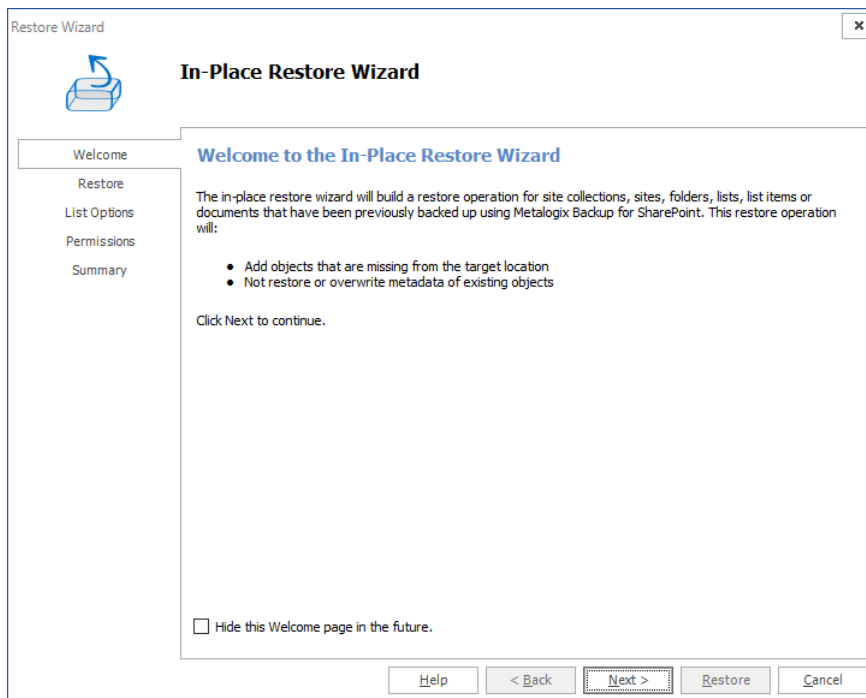 Restore Wizard
In-Place Restore Wizard
Welcome
Restore
List Options
Permissions
Summary
Welcome to the In-Place Restore Wizard
The in-place restore wizard will build a restore operation for site collections, sites, folders, lists, list items or
documents that have been previously backed up using Metalogix Backup for SharePoint. This restore operation
will:
● Add objects that are missing from the target location
● Not restore or overwrite metadata of existing objects
Click Next to continue.
Hide this Welcome page in the future.
Help
< Back
Next >
Restore
Cancel